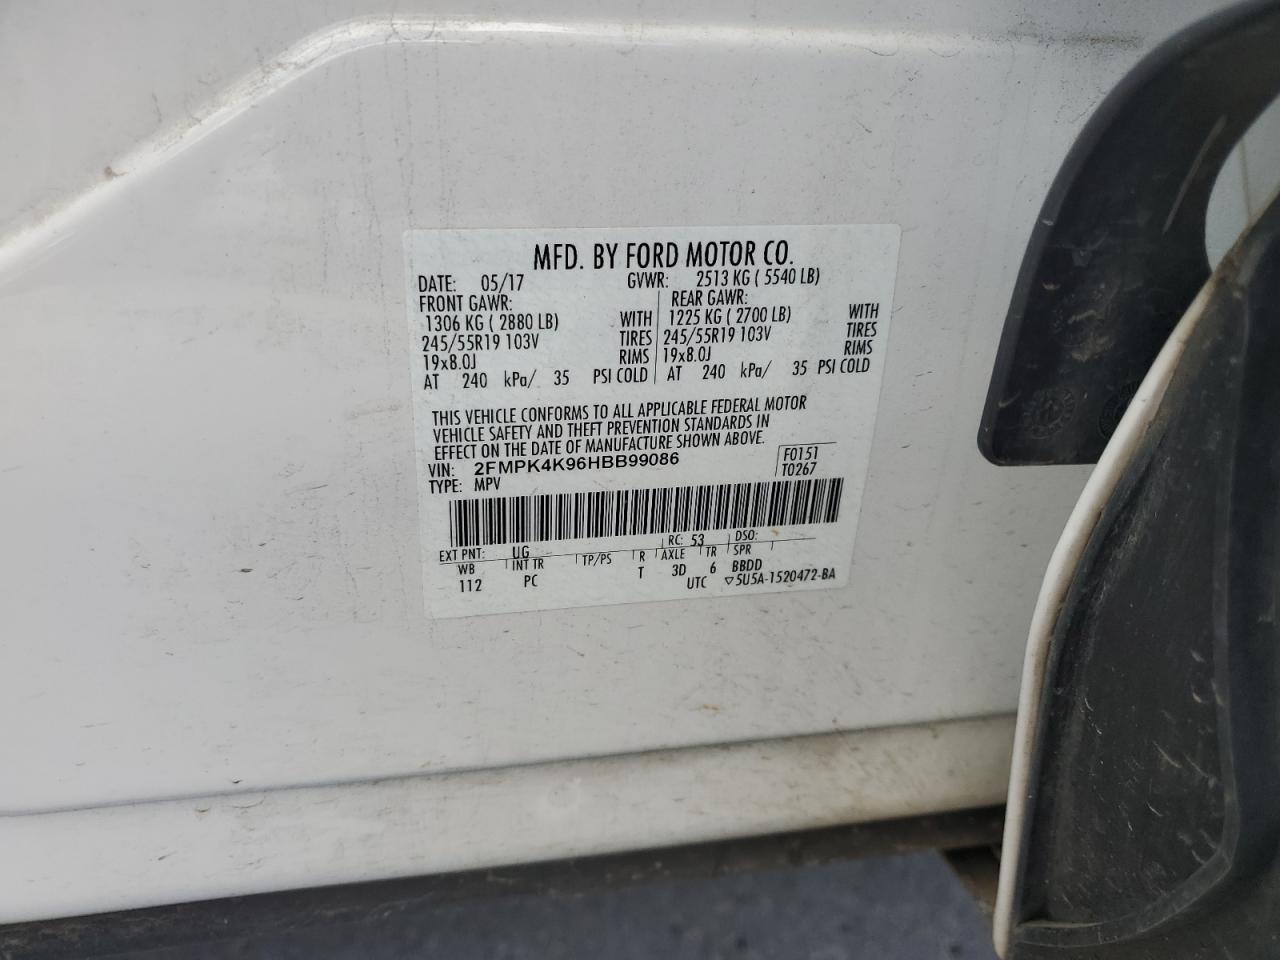 MFD. BY FORD MOTOR CO.
DATE: 05/17 GVWR: 2513 KG ( 5540 LB)
FRONT GAWR: REAR GAWR:
1306 KG ( 2880 LB) WITH 1225 KG ( 2700 LB) WITH
245/55R19 103V TIRES 245/55R19 103V TIRES
19x8.0J RIMS 19x8.0J RIMS
AT 240 kPa/ 35 PSI COLD AT 240 kPa/ 35 PSI COLD
THIS VEHICLE CONFORMS TO ALL APPLICABLE FEDERAL MOTOR
VEHICLE SAFETY AND THEFT PREVENTION STANDARDS IN
EFFECT ON THE DATE OF MANUFACTURE SHOWN ABOVE.
VIN: 2FMPK4K96HBB99086 F0151
TYPE: MPV T0267
EXT PNT: UG RC: 53 DSO:
WB INT TR TP/PS R AXLE TR SPR
112 PC T 3D 6 BBDD
UTC ▽5U5A-1520472-BA